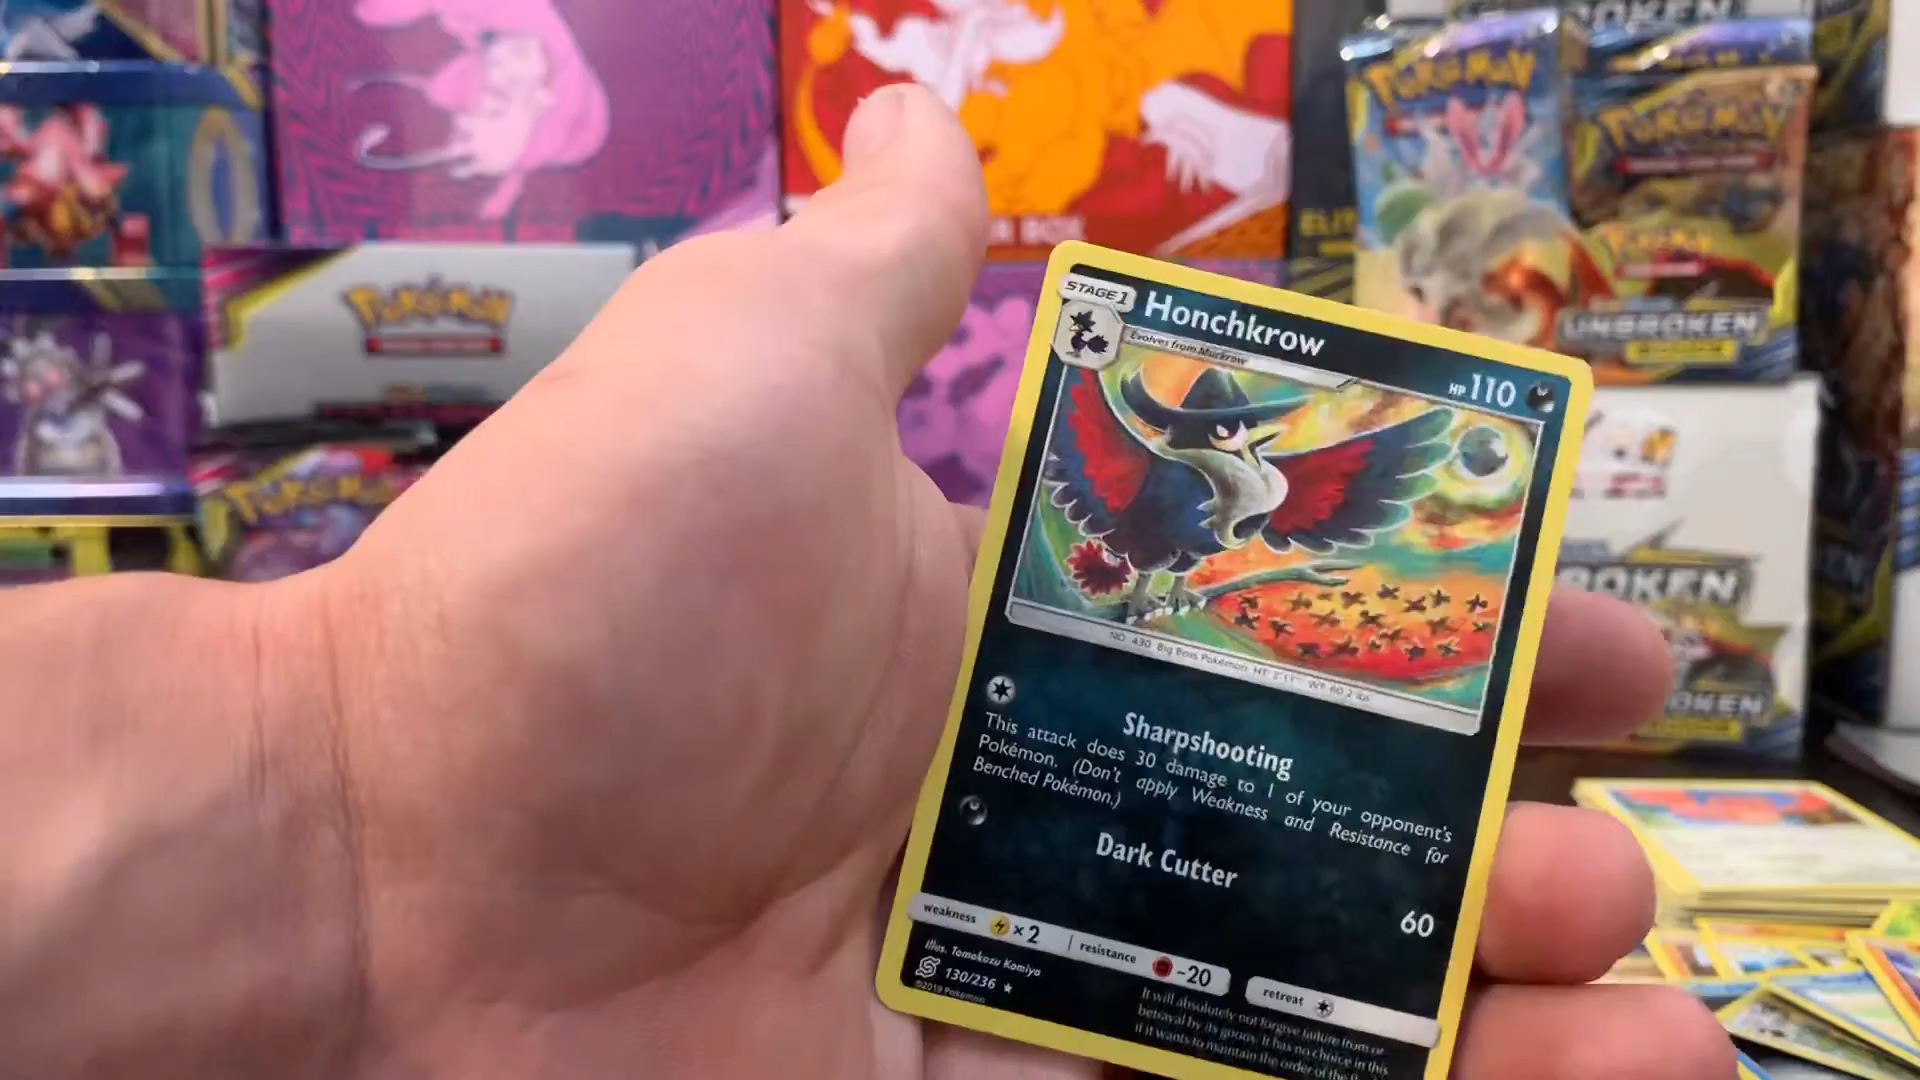 POKÉMON
POKÉMON
UNBROKEN
ELIT
R BOX
POKÉMON
POKÉMON
STAGE 1
Honchkrow
Evolves from Murkrow
HP 110
NO. 430 Big Boss Pokémon HT: 2'11" WT: 60.2 lbs.
Sharpshooting
This attack does 30 damage to 1 of your opponent's
Pokémon. (Don't apply Weakness and Resistance for
Benched Pokémon.)
Dark Cutter
60
weakness ×2 resistance -20 retreat
Illus. Tomokazu Komiya
130/236 ★
©2019 Pokémon
It will absolutely not forgive failure from or
betrayal by its goons. It has no choice in this
if it wants to maintain the order of the
OKEN